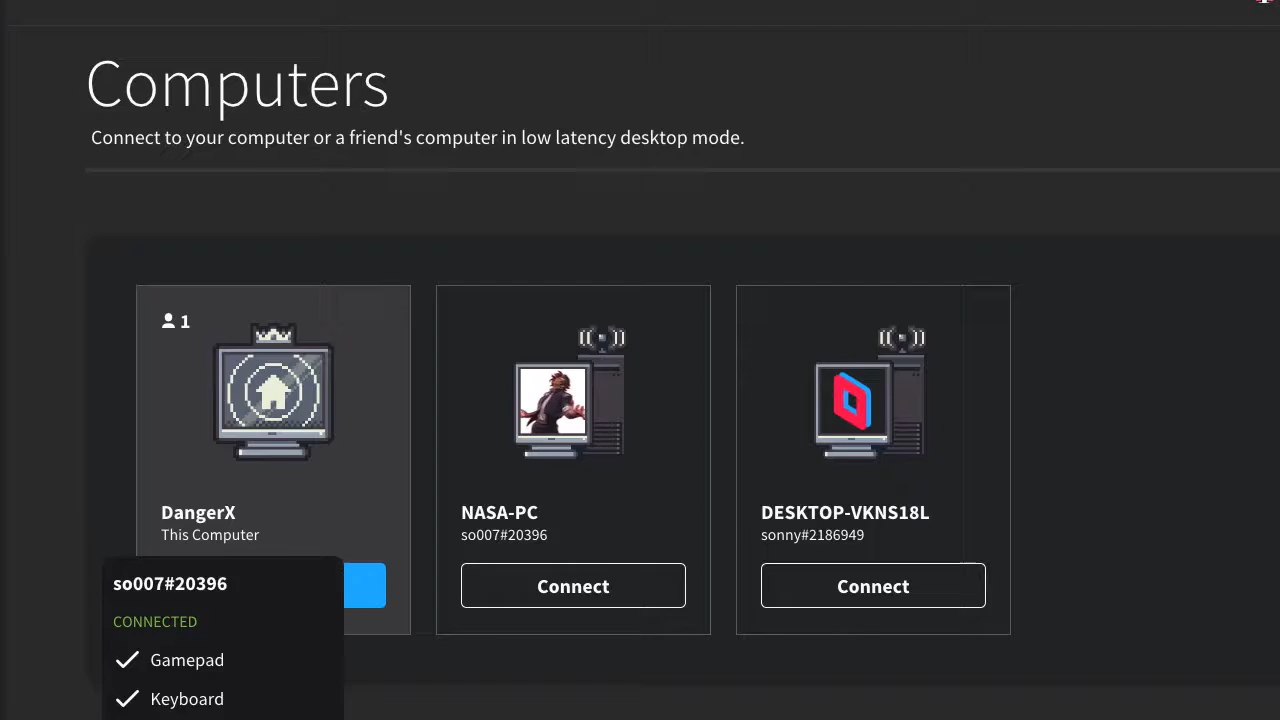 Computers
Connect to your computer or a friend's computer in low latency desktop mode.
1
DangerX
This Computer
NASA-PC
so007#20396
Connect
DESKTOP-VKNS18L
sonny#2186949
Connect
so007#20396
CONNECTED
Gamepad
Keyboard